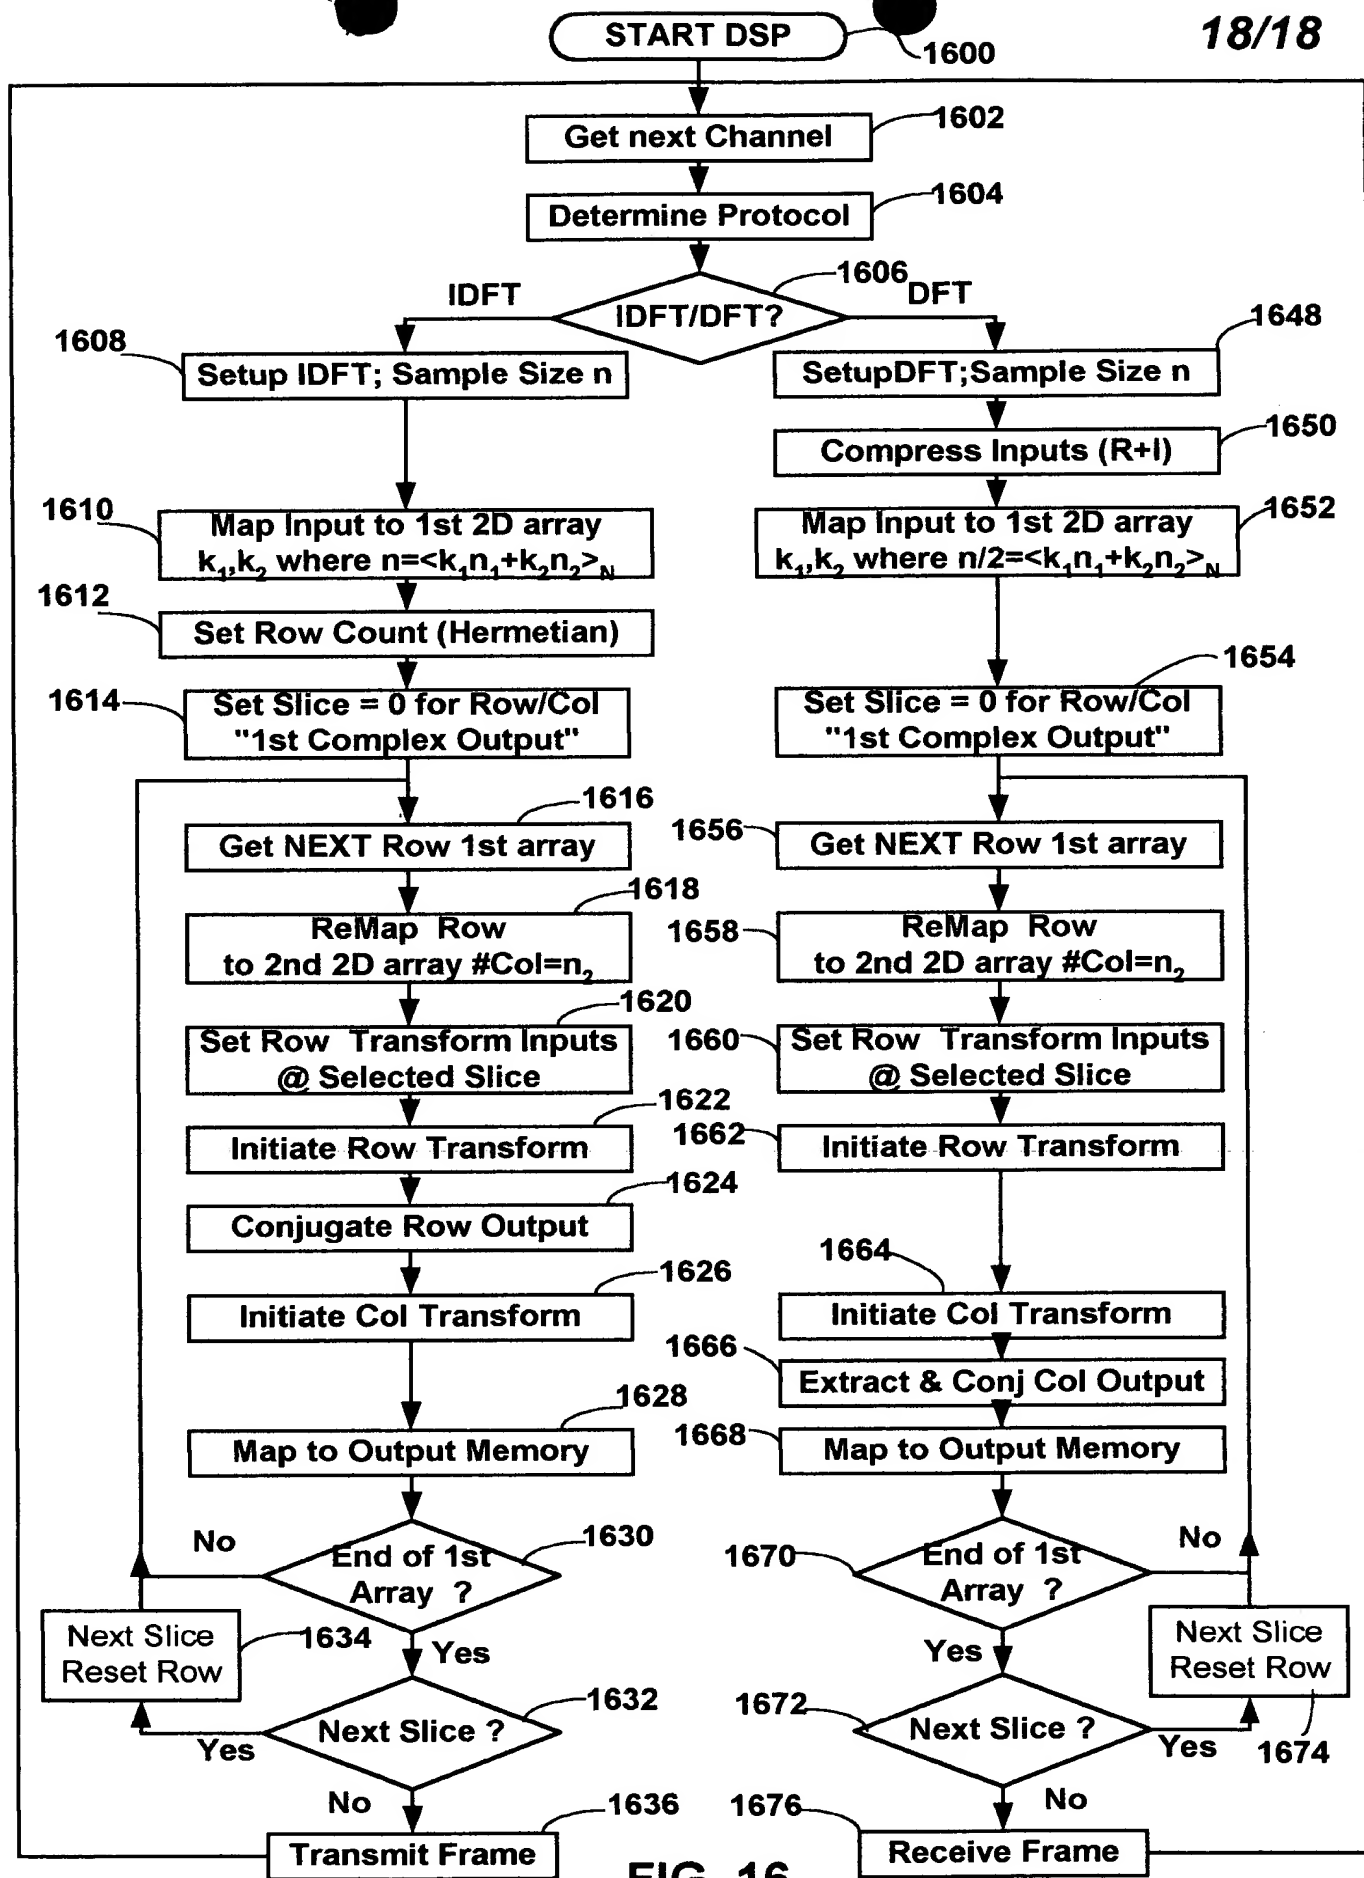 18/18
START DSP
1600
Get next Channel
1602
Determine Protocol
1604
IDFT/DFT?
1606
IDFT
DFT
1608
Setup IDFT; Sample Size n
1610
Map Input to 1st 2D array
k1,k2 where n=<k1n1+k2n2>N
1612
Set Row Count (Hermetian)
1614
Set Slice = 0 for Row/Col
"1st Complex Output"
1616
Get NEXT Row 1st array
1618
ReMap Row
to 2nd 2D array #Col=n2
1620
Set Row Transform Inputs
@ Selected Slice
1622
Initiate Row Transform
1624
Conjugate Row Output
1626
Initiate Col Transform
1628
Map to Output Memory
1630
End of 1st
Array ?
No
Yes
1634
Next Slice
Reset Row
1632
Next Slice ?
Yes
No
1636
Transmit Frame
1648
SetupDFT;Sample Size n
1650
Compress Inputs (R+I)
1652
Map Input to 1st 2D array
k1,k2 where n/2=<k1n1+k2n2>N
1654
Set Slice = 0 for Row/Col
"1st Complex Output"
1656
Get NEXT Row 1st array
1658
ReMap Row
to 2nd 2D array #Col=n2
1660
Set Row Transform Inputs
@ Selected Slice
1662
Initiate Row Transform
1664
Initiate Col Transform
1666
Extract & Conj Col Output
1668
Map to Output Memory
1670
End of 1st
Array ?
No
Yes
Next Slice
Reset Row
1674
1672
Next Slice ?
Yes
No
1676
Receive Frame
FIG. 16